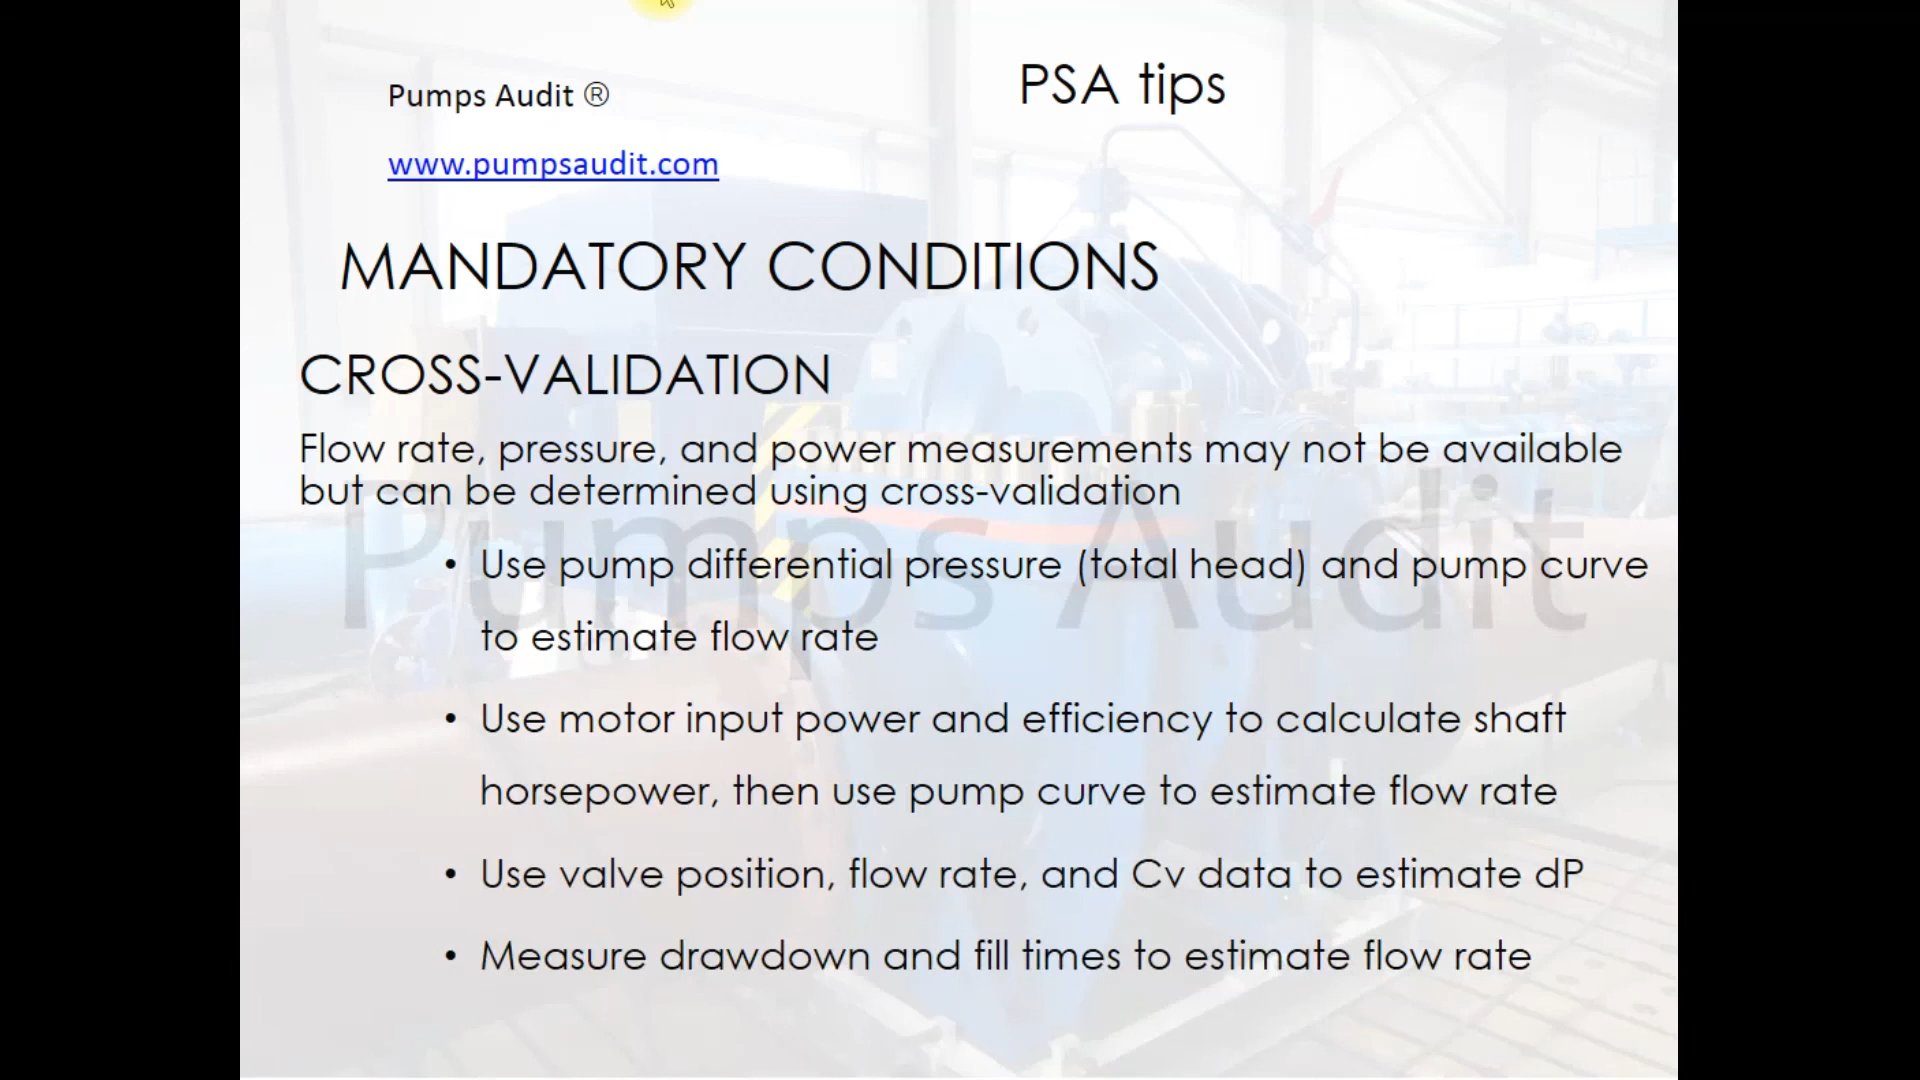 Pumps Audit ®
PSA tips
www.pumpsaudit.com
MANDATORY CONDITIONS
CROSS-VALIDATION
Flow rate, pressure, and power measurements may not be available
but can be determined using cross-validation
Pumps Audit
• Use pump differential pressure (total head) and pump curve
to estimate flow rate
• Use motor input power and efficiency to calculate shaft
horsepower, then use pump curve to estimate flow rate
• Use valve position, flow rate, and Cv data to estimate dP
• Measure drawdown and fill times to estimate flow rate